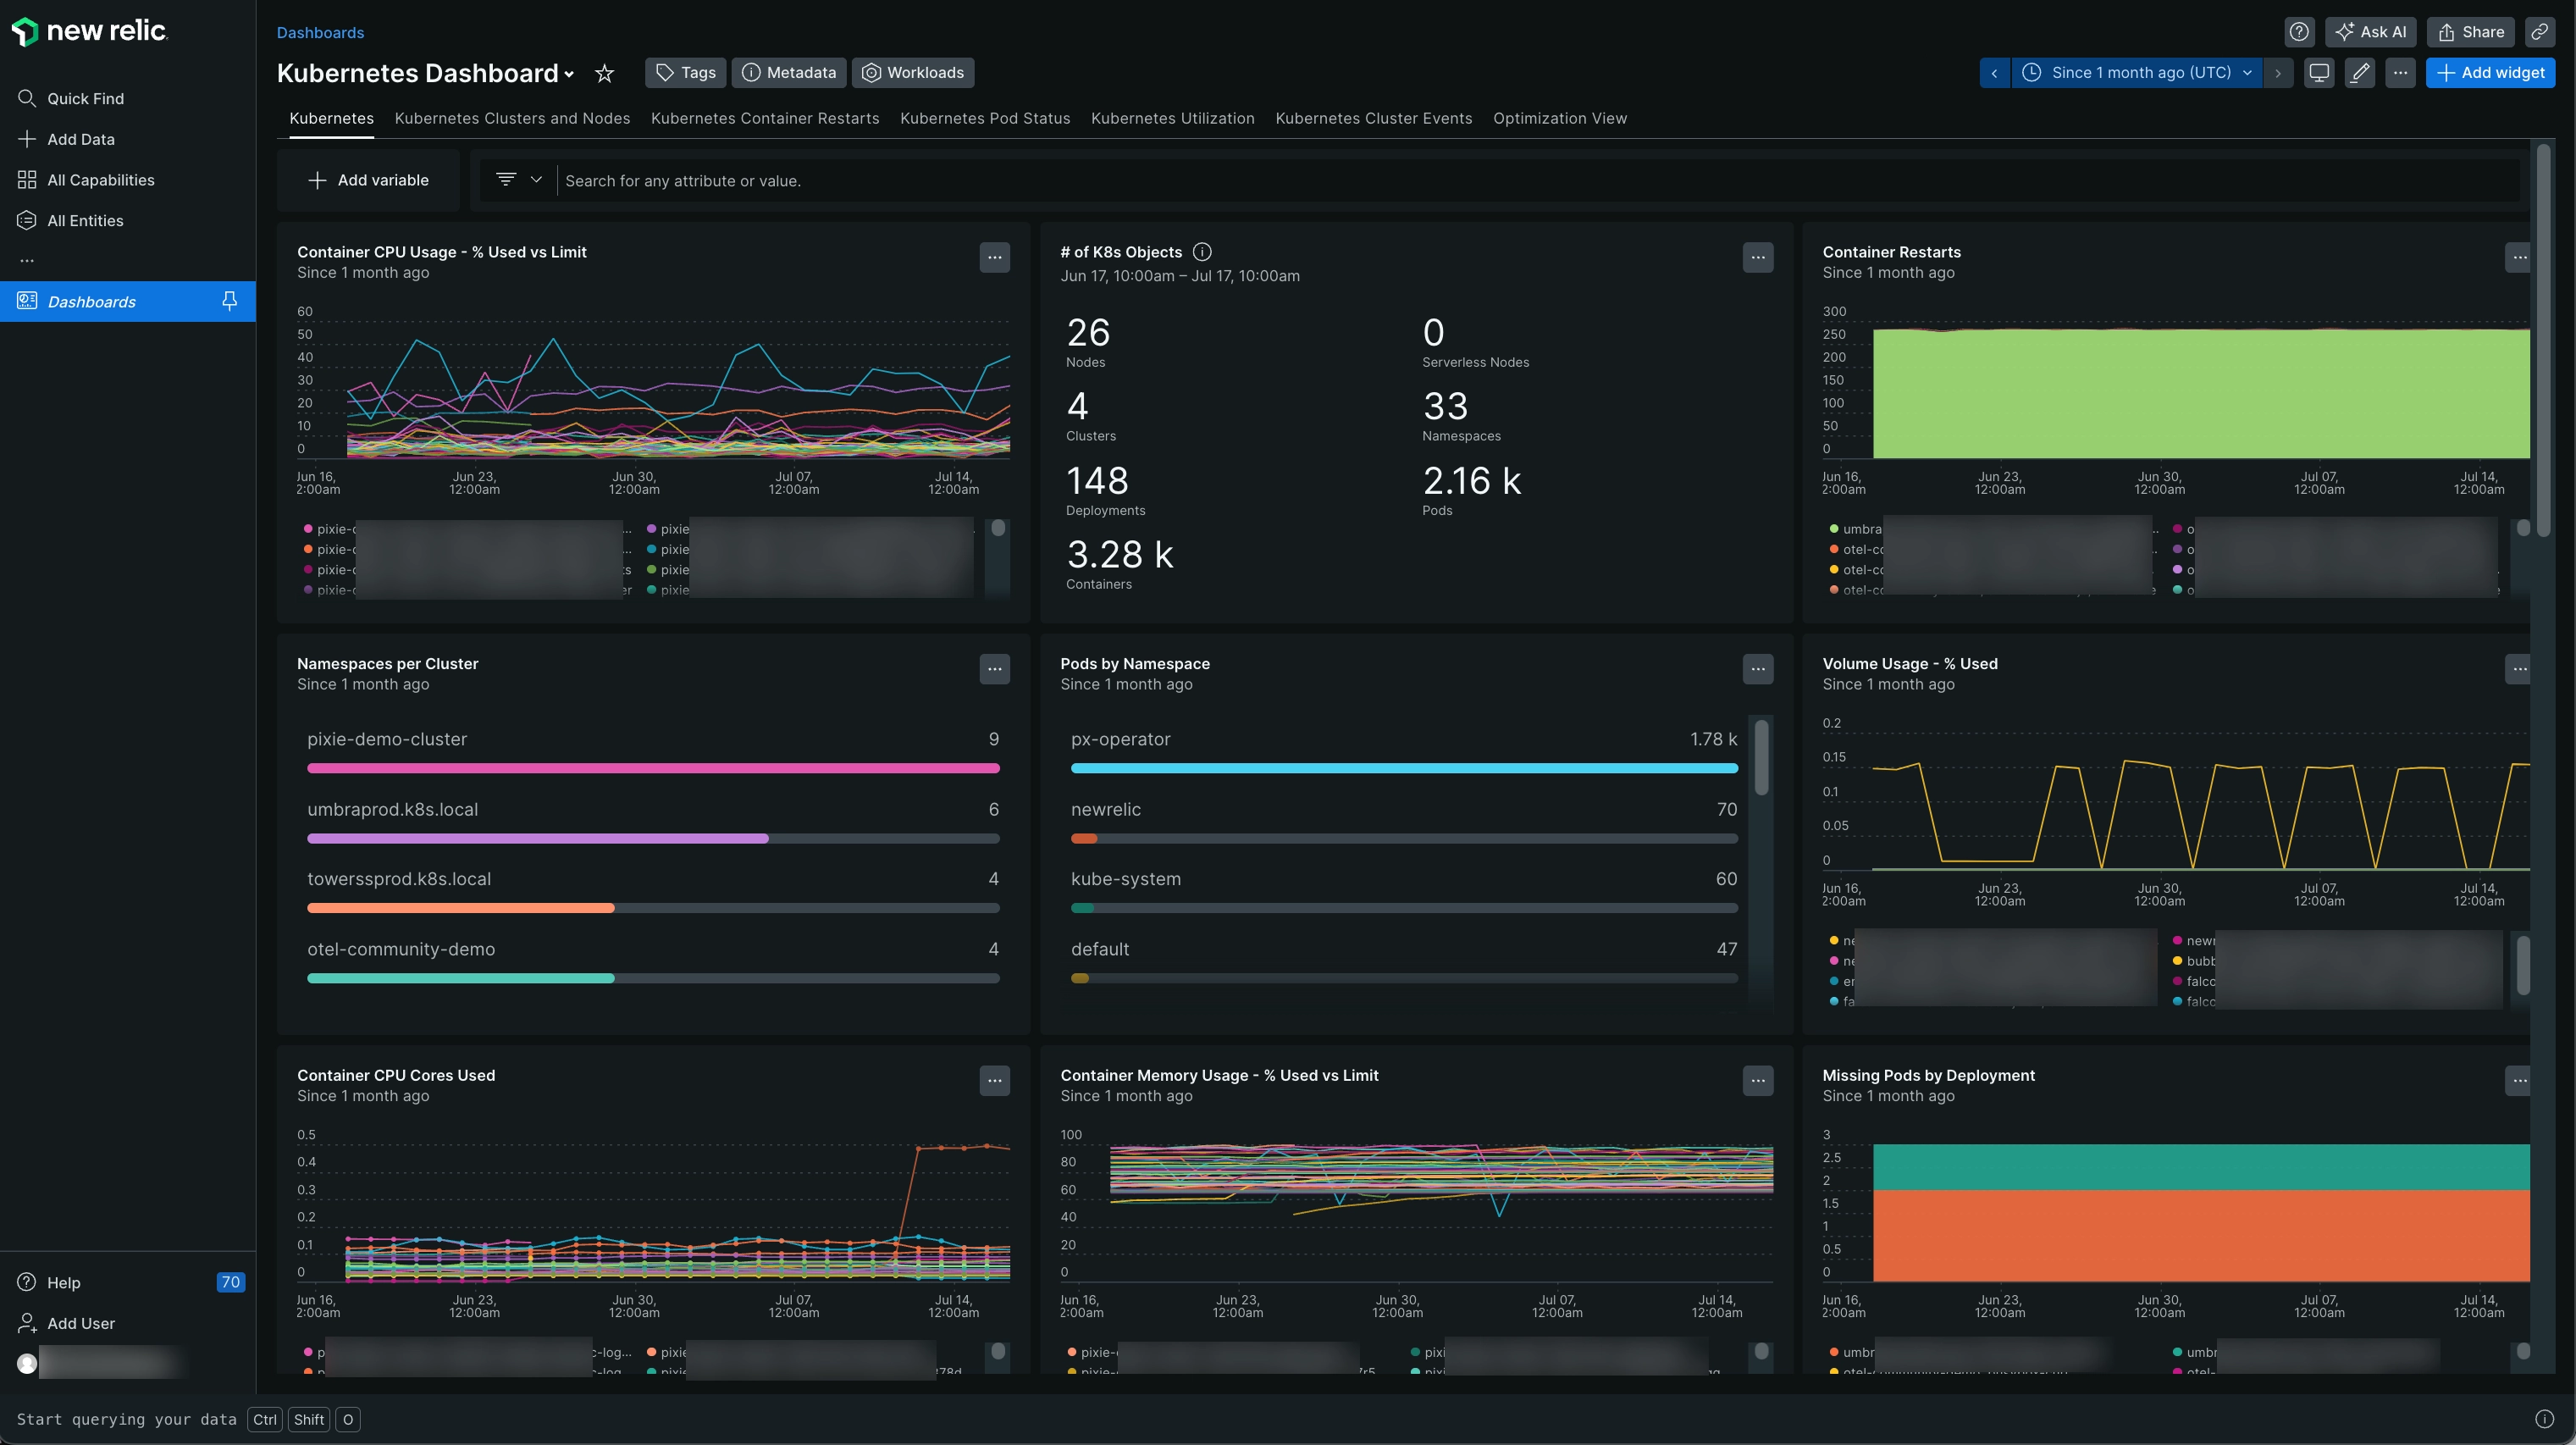 new relic
Quick Find
Add Data
All Capabilities
All Entities
...
Dashboards
Help
70
Add User
Dashboards
Ask AI
Share
Kubernetes Dashboard
Tags
Metadata
Workloads
Since 1 month ago (UTC)
Add widget
Kubernetes
Kubernetes Clusters and Nodes
Kubernetes Container Restarts
Kubernetes Pod Status
Kubernetes Utilization
Kubernetes Cluster Events
Optimization View
Add variable
Search for any attribute or value.
Container CPU Usage - % Used vs Limit
Since 1 month ago
60
50
40
30
20
10
0
Jun 16, 2:00am
Jun 23, 12:00am
Jun 30, 12:00am
Jul 07, 12:00am
Jul 14, 12:00am
pixie-
pixie
pixie-
pixie
pixie-
pixie
pixie-
pixie
# of K8s Objects
Jun 17, 10:00am – Jul 17, 10:00am
26
Nodes
0
Serverless Nodes
4
Clusters
33
Namespaces
148
Deployments
2.16 k
Pods
3.28 k
Containers
Container Restarts
Since 1 month ago
300
250
200
150
100
50
0
Jun 16, 2:00am
Jun 23, 12:00am
Jun 30, 12:00am
Jul 07, 12:00am
Jul 14, 12:00am
umbra
otel-c
otel-c
otel-c
Namespaces per Cluster
Since 1 month ago
pixie-demo-cluster 9
umbraprod.k8s.local 6
towerssprod.k8s.local 4
otel-community-demo 4
Pods by Namespace
Since 1 month ago
px-operator 1.78 k
newrelic 70
kube-system 60
default 47
Volume Usage - % Used
Since 1 month ago
0.2
0.15
0.1
0.05
0
Jun 16, 2:00am
Jun 23, 12:00am
Jun 30, 12:00am
Jul 07, 12:00am
Jul 14, 12:00am
ne
newr
ne
bubb
falco
fa
falco
Container CPU Cores Used
Since 1 month ago
0.5
0.4
0.3
0.2
0.1
0
Jun 16, 2:00am
Jun 23, 12:00am
Jun 30, 12:00am
Jul 07, 12:00am
Jul 14, 12:00am
p
-log...
pixie
Container Memory Usage - % Used vs Limit
Since 1 month ago
100
80
60
40
20
0
Jun 16, 2:00am
Jun 23, 12:00am
Jun 30, 12:00am
Jul 07, 12:00am
Jul 14, 12:00am
pixie-
pixi
Missing Pods by Deployment
Since 1 month ago
3
2.5
2
1.5
1
0.5
0
Jun 16, 2:00am
Jun 23, 12:00am
Jun 30, 12:00am
Jul 07, 12:00am
Jul 14, 12:00am
umbr
umbr
Start querying your data Ctrl Shift O